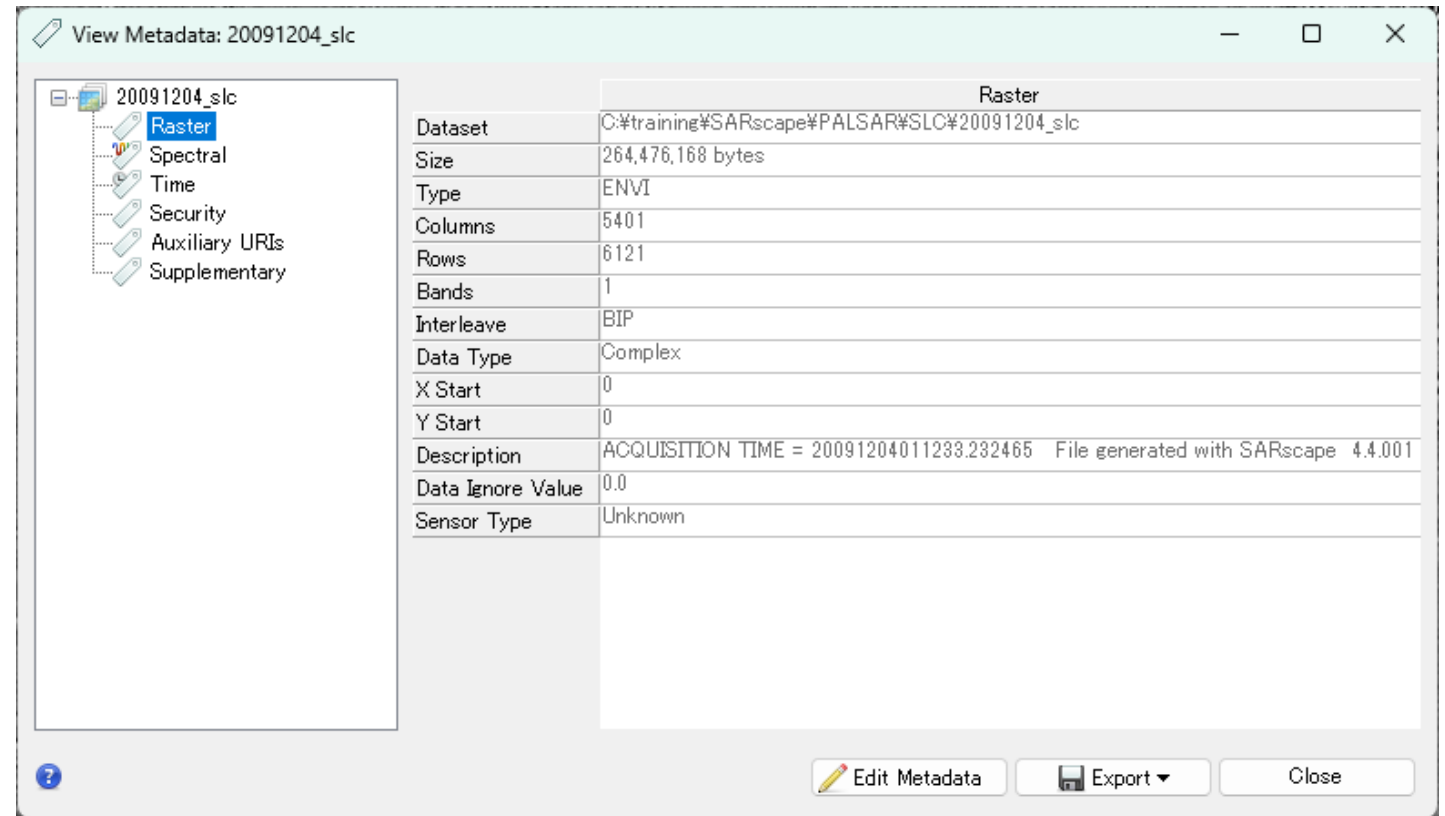 View Metadata: 20091204_slc
20091204_slc
Raster
Spectral
Time
Security
Auxiliary URIs
Supplementary
Raster
Dataset C:¥training¥SARscape¥PALSAR¥SLC¥20091204_slc
Size 264,476,168 bytes
Type ENVI
Columns 5401
Rows 6121
Bands 1
Interleave BIP
Data Type Complex
X Start 0
Y Start 0
Description ACQUISITION TIME = 20091204011233.232465 File generated with SARscape 4.4.001
Data Ignore Value 0.0
Sensor Type Unknown
? Edit Metadata Export Close